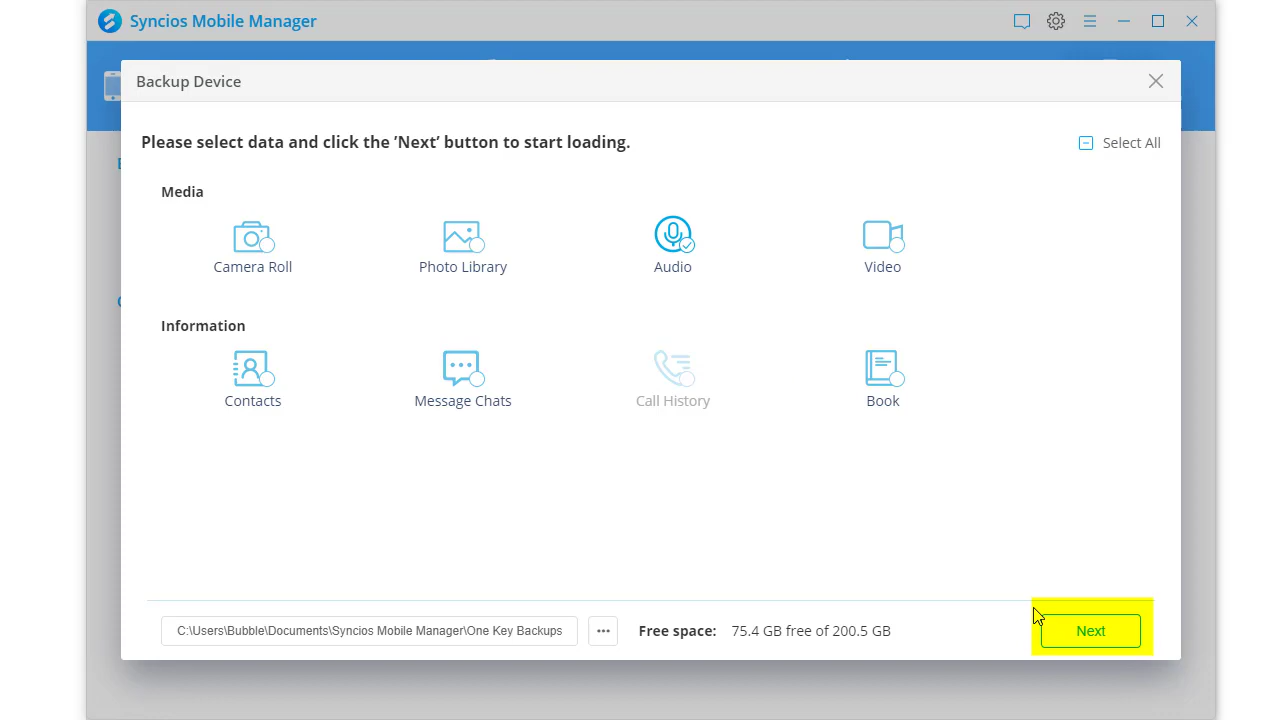 Syncios Mobile Manager
Backup Device
Please select data and click the ’Next’ button to start loading.
Select All
Media
Camera Roll
Photo Library
Audio
Video
Information
Contacts
Message Chats
Call History
Book
C:\Users\Bubble\Documents\Syncios Mobile Manager\One Key Backups
Free space: 75.4 GB free of 200.5 GB
Next